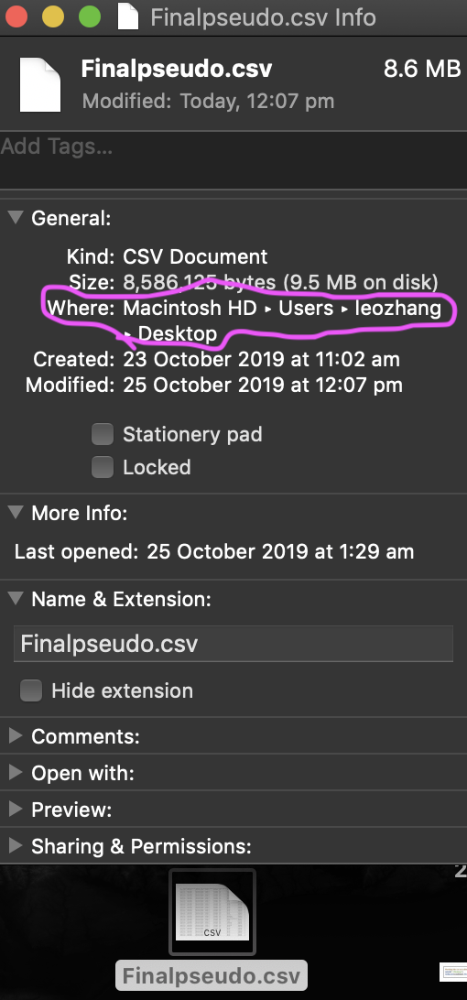 Finalpseudo.csv Info
Finalpseudo.csv 8.6 MB
Modified: Today, 12:07 pm
Add Tags...
General:
Kind: CSV Document
Size: 8,586,125 bytes (9.5 MB on disk)
Where: Macintosh HD ▸ Users ▸ leozhang
▸ Desktop
Created: 23 October 2019 at 11:02 am
Modified: 25 October 2019 at 12:07 pm
Stationery pad
Locked
More Info:
Last opened: 25 October 2019 at 1:29 am
Name & Extension:
Finalpseudo.csv
Hide extension
Comments:
Open with:
Preview:
Sharing & Permissions:
2
CSV
Finalpseudo.csv